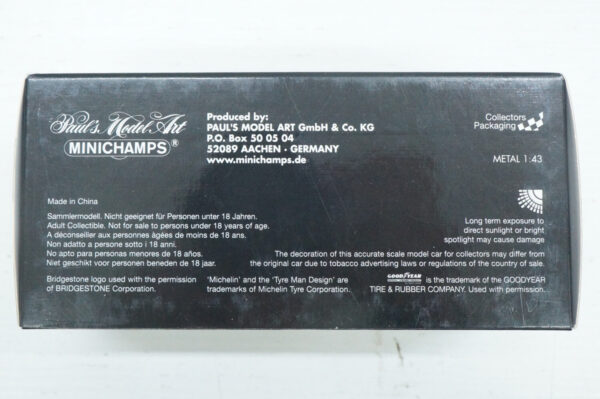 Paul's Model Art
MINICHAMPS®
Produced by:
PAUL'S MODEL ART GmbH & Co. KG
P.O. Box 50 05 04
52089 AACHEN · GERMANY
www.minichamps.de
Collectors
Packaging
METAL 1:43
Made in China
Sammlermodell. Nicht geeignet für Personen unter 18 Jahren.
Adult Collectible. Not for sale to persons under 18 years of age.
A déconseiller aux personnes âgées de moins de 18 ans.
Non adatto a persone sotto i 18 anni.
No apto para personas menores de 18 años.
Niet geschikt voor personen beneden de 18 jaar.
Long term exposure to
direct sunlight or bright
spotlight may cause damage
The decoration of this accurate scale model car for collectors may differ from
the original car due to tobacco advertising laws or regulations of the country of sale.
Bridgestone logo used with the permission
of BRIDGESTONE Corporation.
'Michelin' and the 'Tyre Man Design' are
trademarks of Michelin Tyre Corporation.
GOODYEAR is the trademark of the GOODYEAR
TIRE & RUBBER COMPANY. Used with permission.